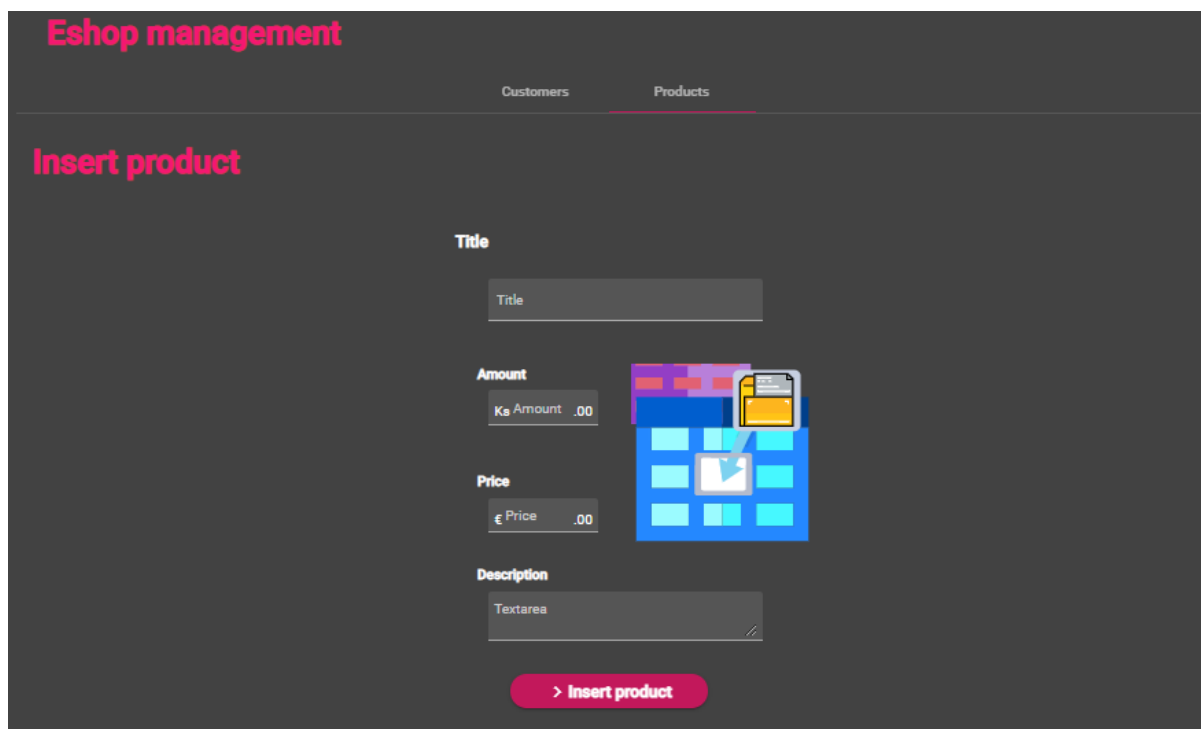 Eshop management
Customers Products
Insert product
Title
Title
Amount
Ks Amount .00
Price
€ Price .00
Description
Textarea
> Insert product